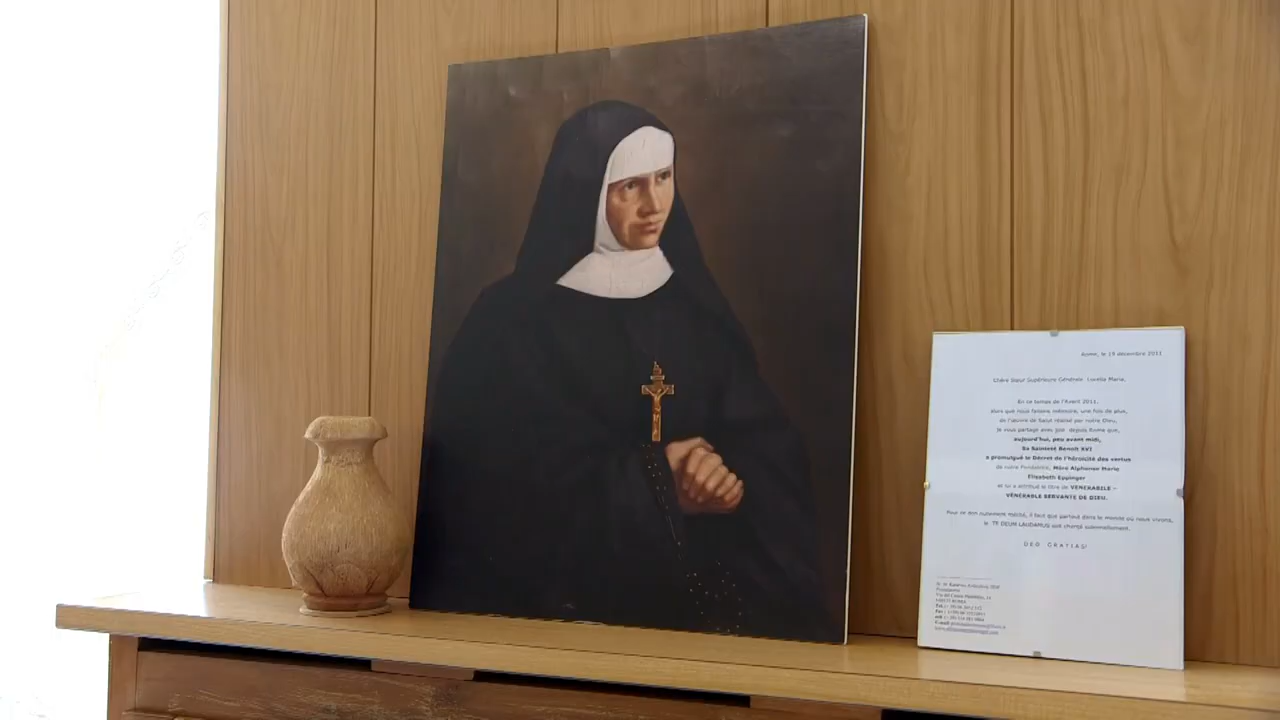 Rome, le 19 décembre 2011
Chère Sœur Supérieure Générale Lucella Maria,
En ce temps de l'Avent 2011,
alors que nous faisons mémoire, une fois de plus,
de l'œuvre de Salut réalisé par notre Dieu,
je vous partage avec joie depuis Rome que,
aujourd'hui, peu avant midi,
Sa Sainteté Benoît XVI
a promulgué le Décret de l'héroïcité des vertus
de notre Fondatrice, Mère Alphonse Marie
Elisabeth Eppinger
et lui a attribué le titre de VENERABILE –
VÉNÉRABLE SERVANTE DE DIEU.
Pour ce don nullement mérité, il faut que partout dans le monde où nous vivons,
le TE DEUM LAUDAMUS soit chanté solennellement.
DEO GRATIAS!